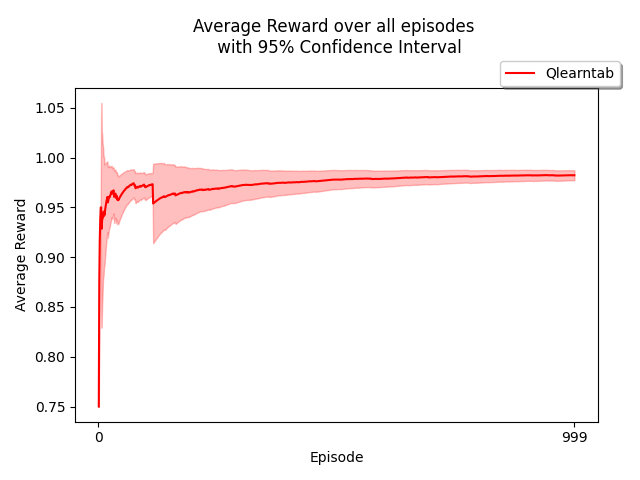 Average Reward over all episodes
with 95% Confidence Interval
Qlearntab
1.05
1.00
0.95
0.90
0.85
0.80
0.75
Average Reward
0
999
Episode